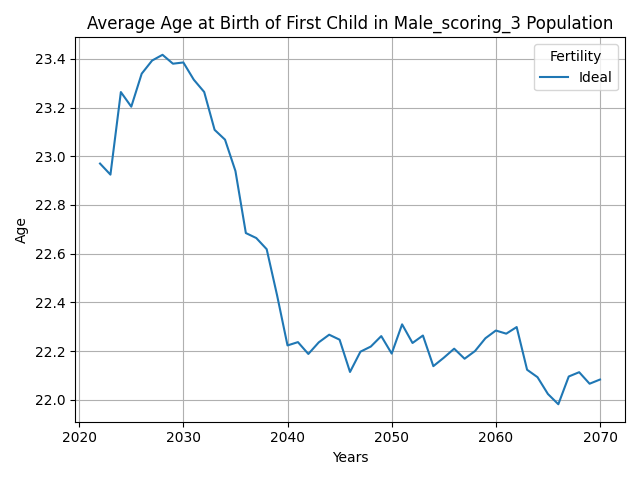 Average Age at Birth of First Child in Male_scoring_3 Population
Fertility
Ideal
23.4
23.2
23.0
22.8
22.6
22.4
22.2
22.0
Age
2020 2030 2040 2050 2060 2070
Years